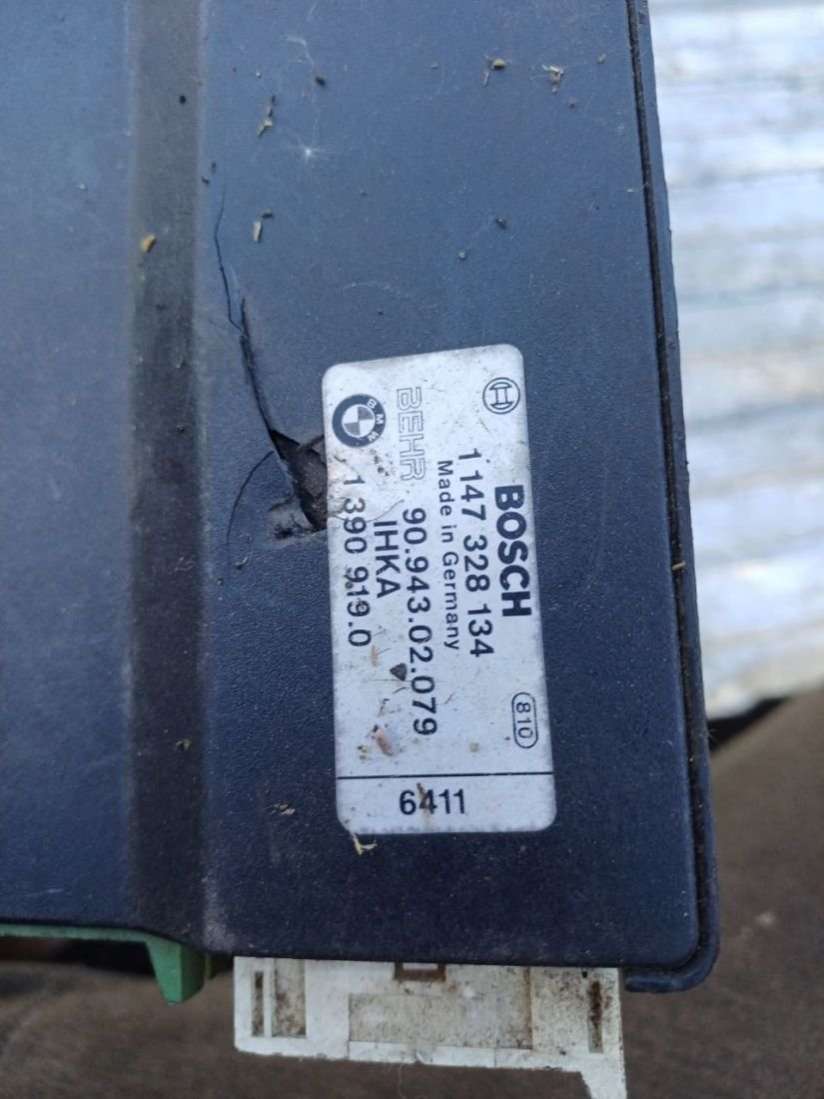 BOSCH
1 147 328 134
Made in Germany
810
BEHR 90.943.02.079
IHKA
BMW 1 390 919.0
6411